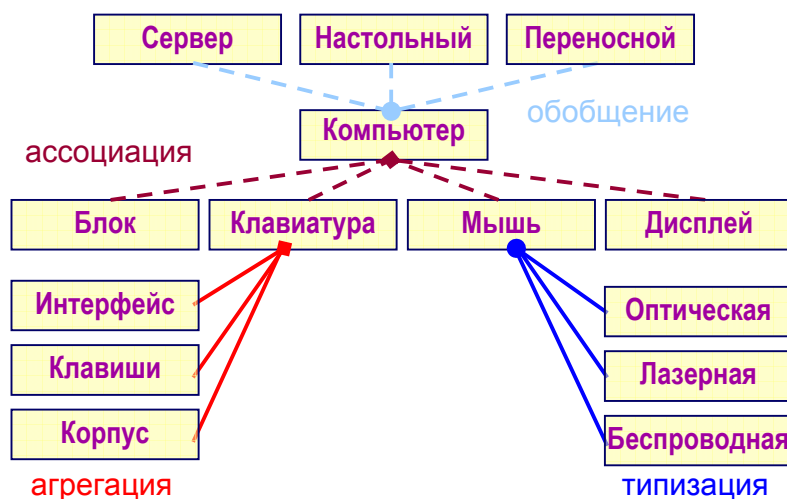 Сервер
Настольный
Переносной
обобщение
Компьютер
ассоциация
Блок
Клавиатура
Мышь
Дисплей
Интерфейс
Оптическая
Клавиши
Лазерная
Корпус
Беспроводная
агрегация
типизация